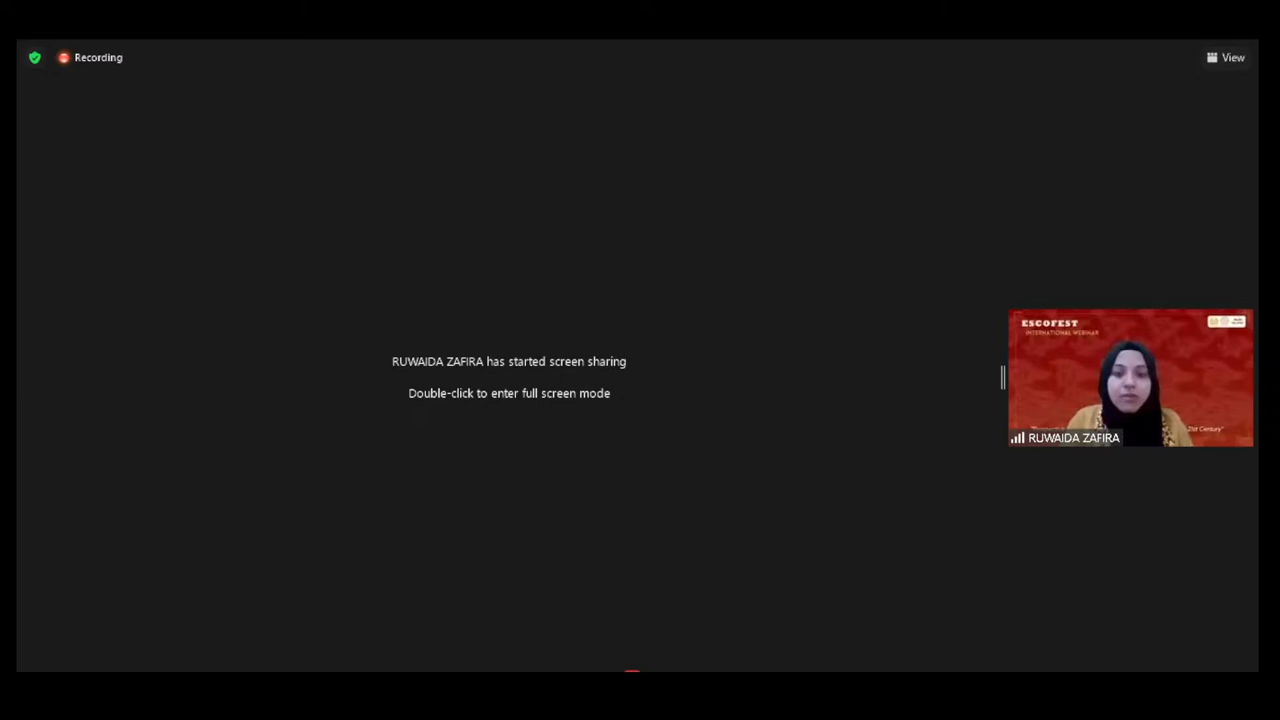 Recording
View
RUWAIDA ZAFIRA has started screen sharing
Double-click to enter full screen mode
ESCOFEST
INTERNATIONAL WEBINAR
21st Century"
RUWAIDA ZAFIRA